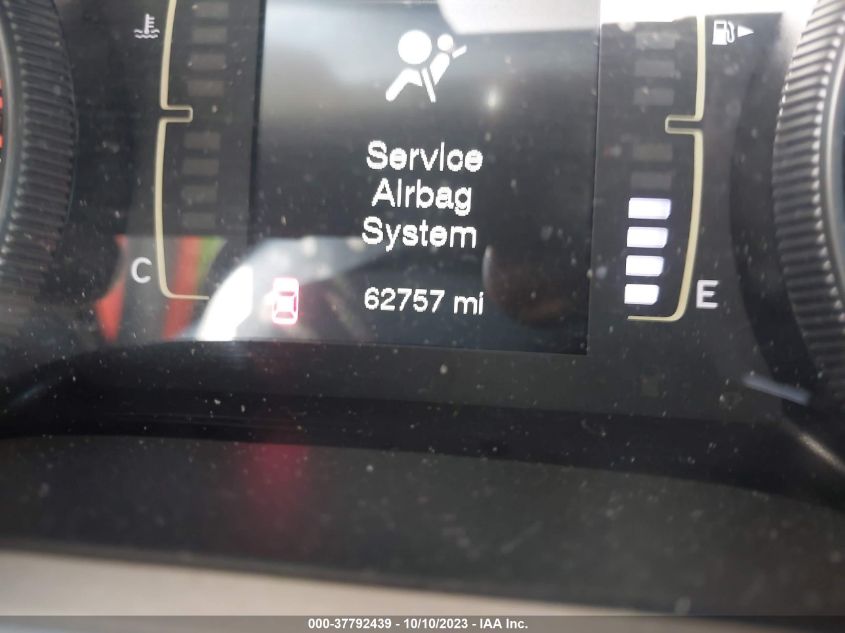 Service
Airbag
System
62757 mi
C
E
000-37792439 - 10/10/2023 - IAA Inc.